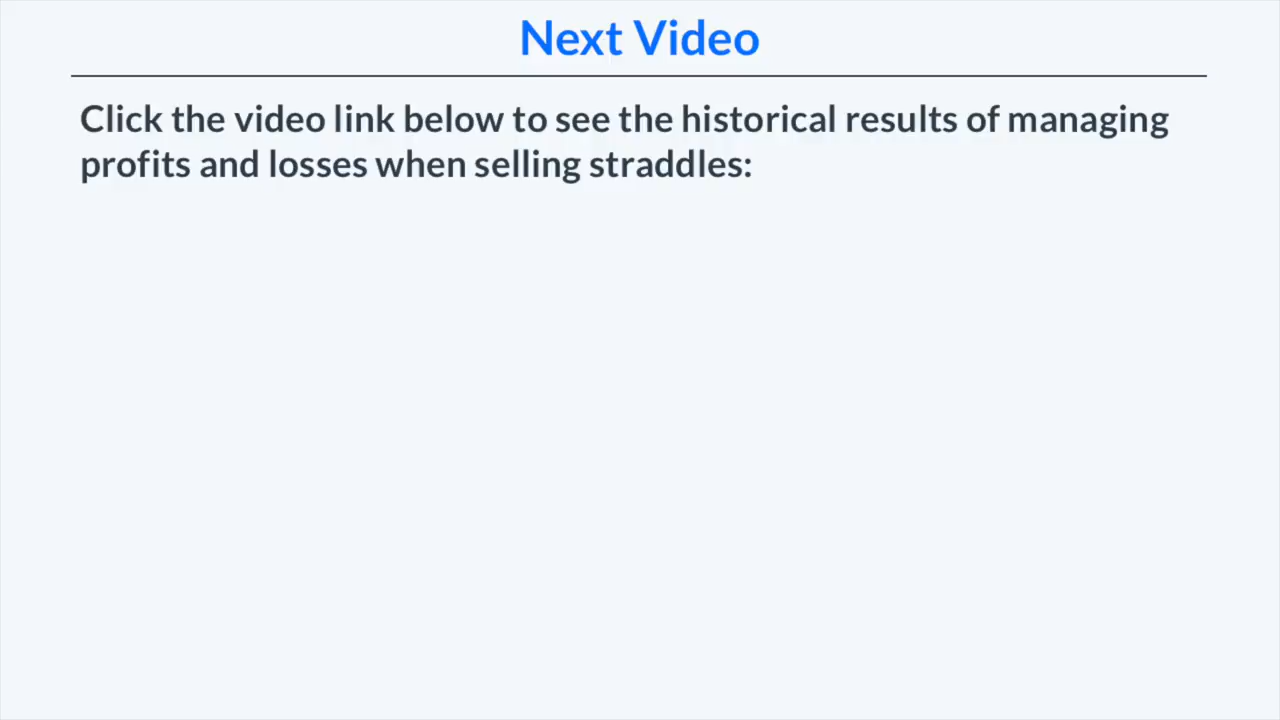 Next Video
Click the video link below to see the historical results of managing
profits and losses when selling straddles: